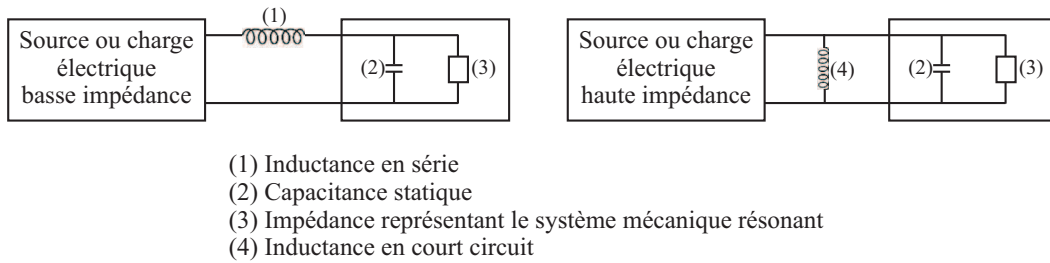 (1)
Source ou charge
électrique
basse impédance
(2)
(3)
Source ou charge
électrique
haute impédance
(4)
(2)
(3)
(1) Inductance en série
(2) Capacitance statique
(3) Impédance représentant le système mécanique résonant
(4) Inductance en court circuit